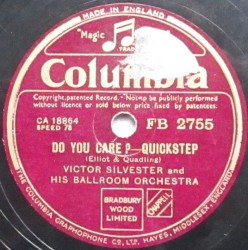 MADE IN ENGLAND
"Magic
TRADE
Columbia
Copyright.patented Record. "Not to be publicly performed
without licence or sold below price fixed by patentees.
CA 18864
SPEED 78
FB 2755
DO YOU CARE?—QUICKSTEP
(Elliot & Quadling)
VICTOR SILVESTER and
HIS BALLROOM ORCHESTRA
BRADBURY
WOOD
LIMITED
CHAPPELL
THE COLUMBIA GRAPHOPHONE CO., LTD., HAYES, MIDDLESEX, ENGLAND